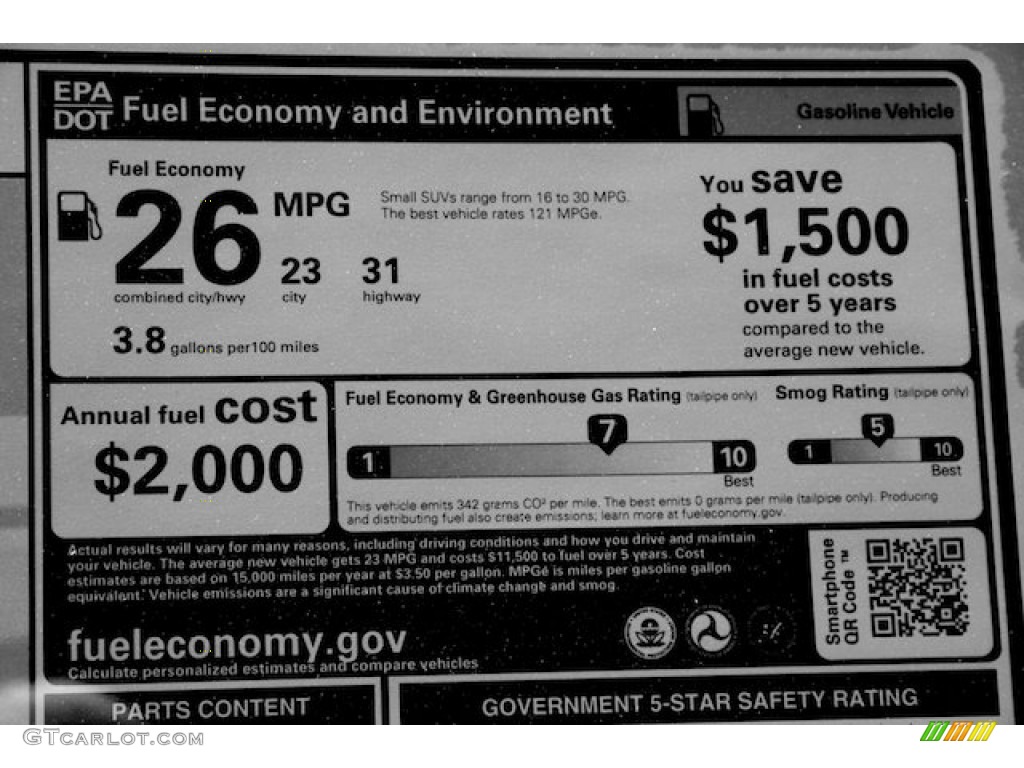 EPA
DOT
Fuel Economy and Environment
Gasoline Vehicle
Fuel Economy
26 MPG
combined city/hwy
23
city
31
highway
Small SUVs range from 16 to 30 MPG.
The best vehicle rates 121 MPGe.
3.8 gallons per100 miles
You save
$1,500
in fuel costs
over 5 years
compared to the
average new vehicle.
Annual fuel cost
$2,000
Fuel Economy & Greenhouse Gas Rating (tailpipe only)
1
7
10
Best
Smog Rating (tailpipe only)
1
5
10
Best
This vehicle emits 342 grams CO² per mile. The best emits 0 grams per mile (tailpipe only). Producing
and distributing fuel also create emissions; learn more at fueleconomy.gov.
Actual results will vary for many reasons, including driving conditions and how you drive and maintain
your vehicle. The average new vehicle gets 23 MPG and costs $11,500 to fuel over 5 years. Cost
estimates are based on 15,000 miles per year at $3.50 per gallon. MPGe is miles per gasoline gallon
equivalent. Vehicle emissions are a significant cause of climate change and smog.
fueleconomy.gov
Calculate personalized estimates and compare vehicles
Smartphone
QR Code™
PARTS CONTENT
GOVERNMENT 5-STAR SAFETY RATING
GTcarlot.com